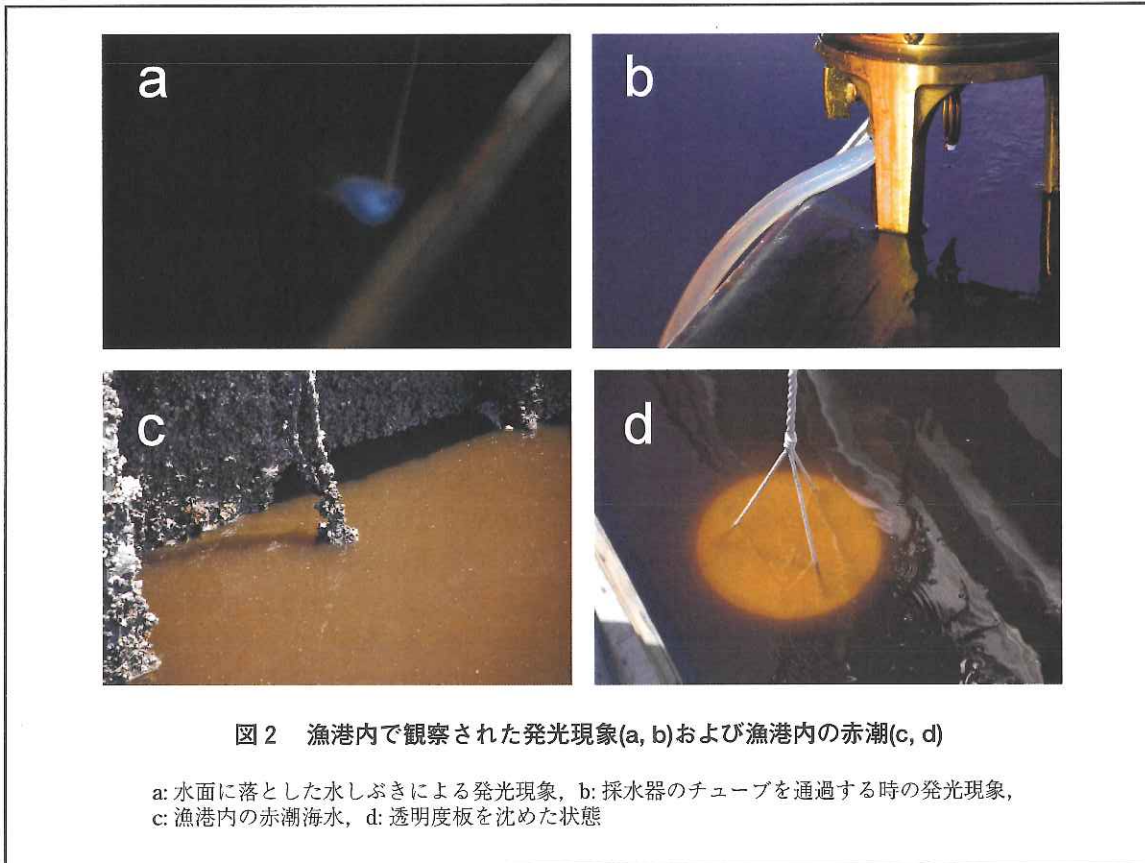 a
b
c
d
図2 漁港内で観察された発光現象(a, b)および漁港内の赤潮(c, d)
a: 水面に落とした水しぶきによる発光現象，b: 採水器のチューブを通過する時の発光現象，
c: 漁港内の赤潮海水，d: 透明度板を沈めた状態